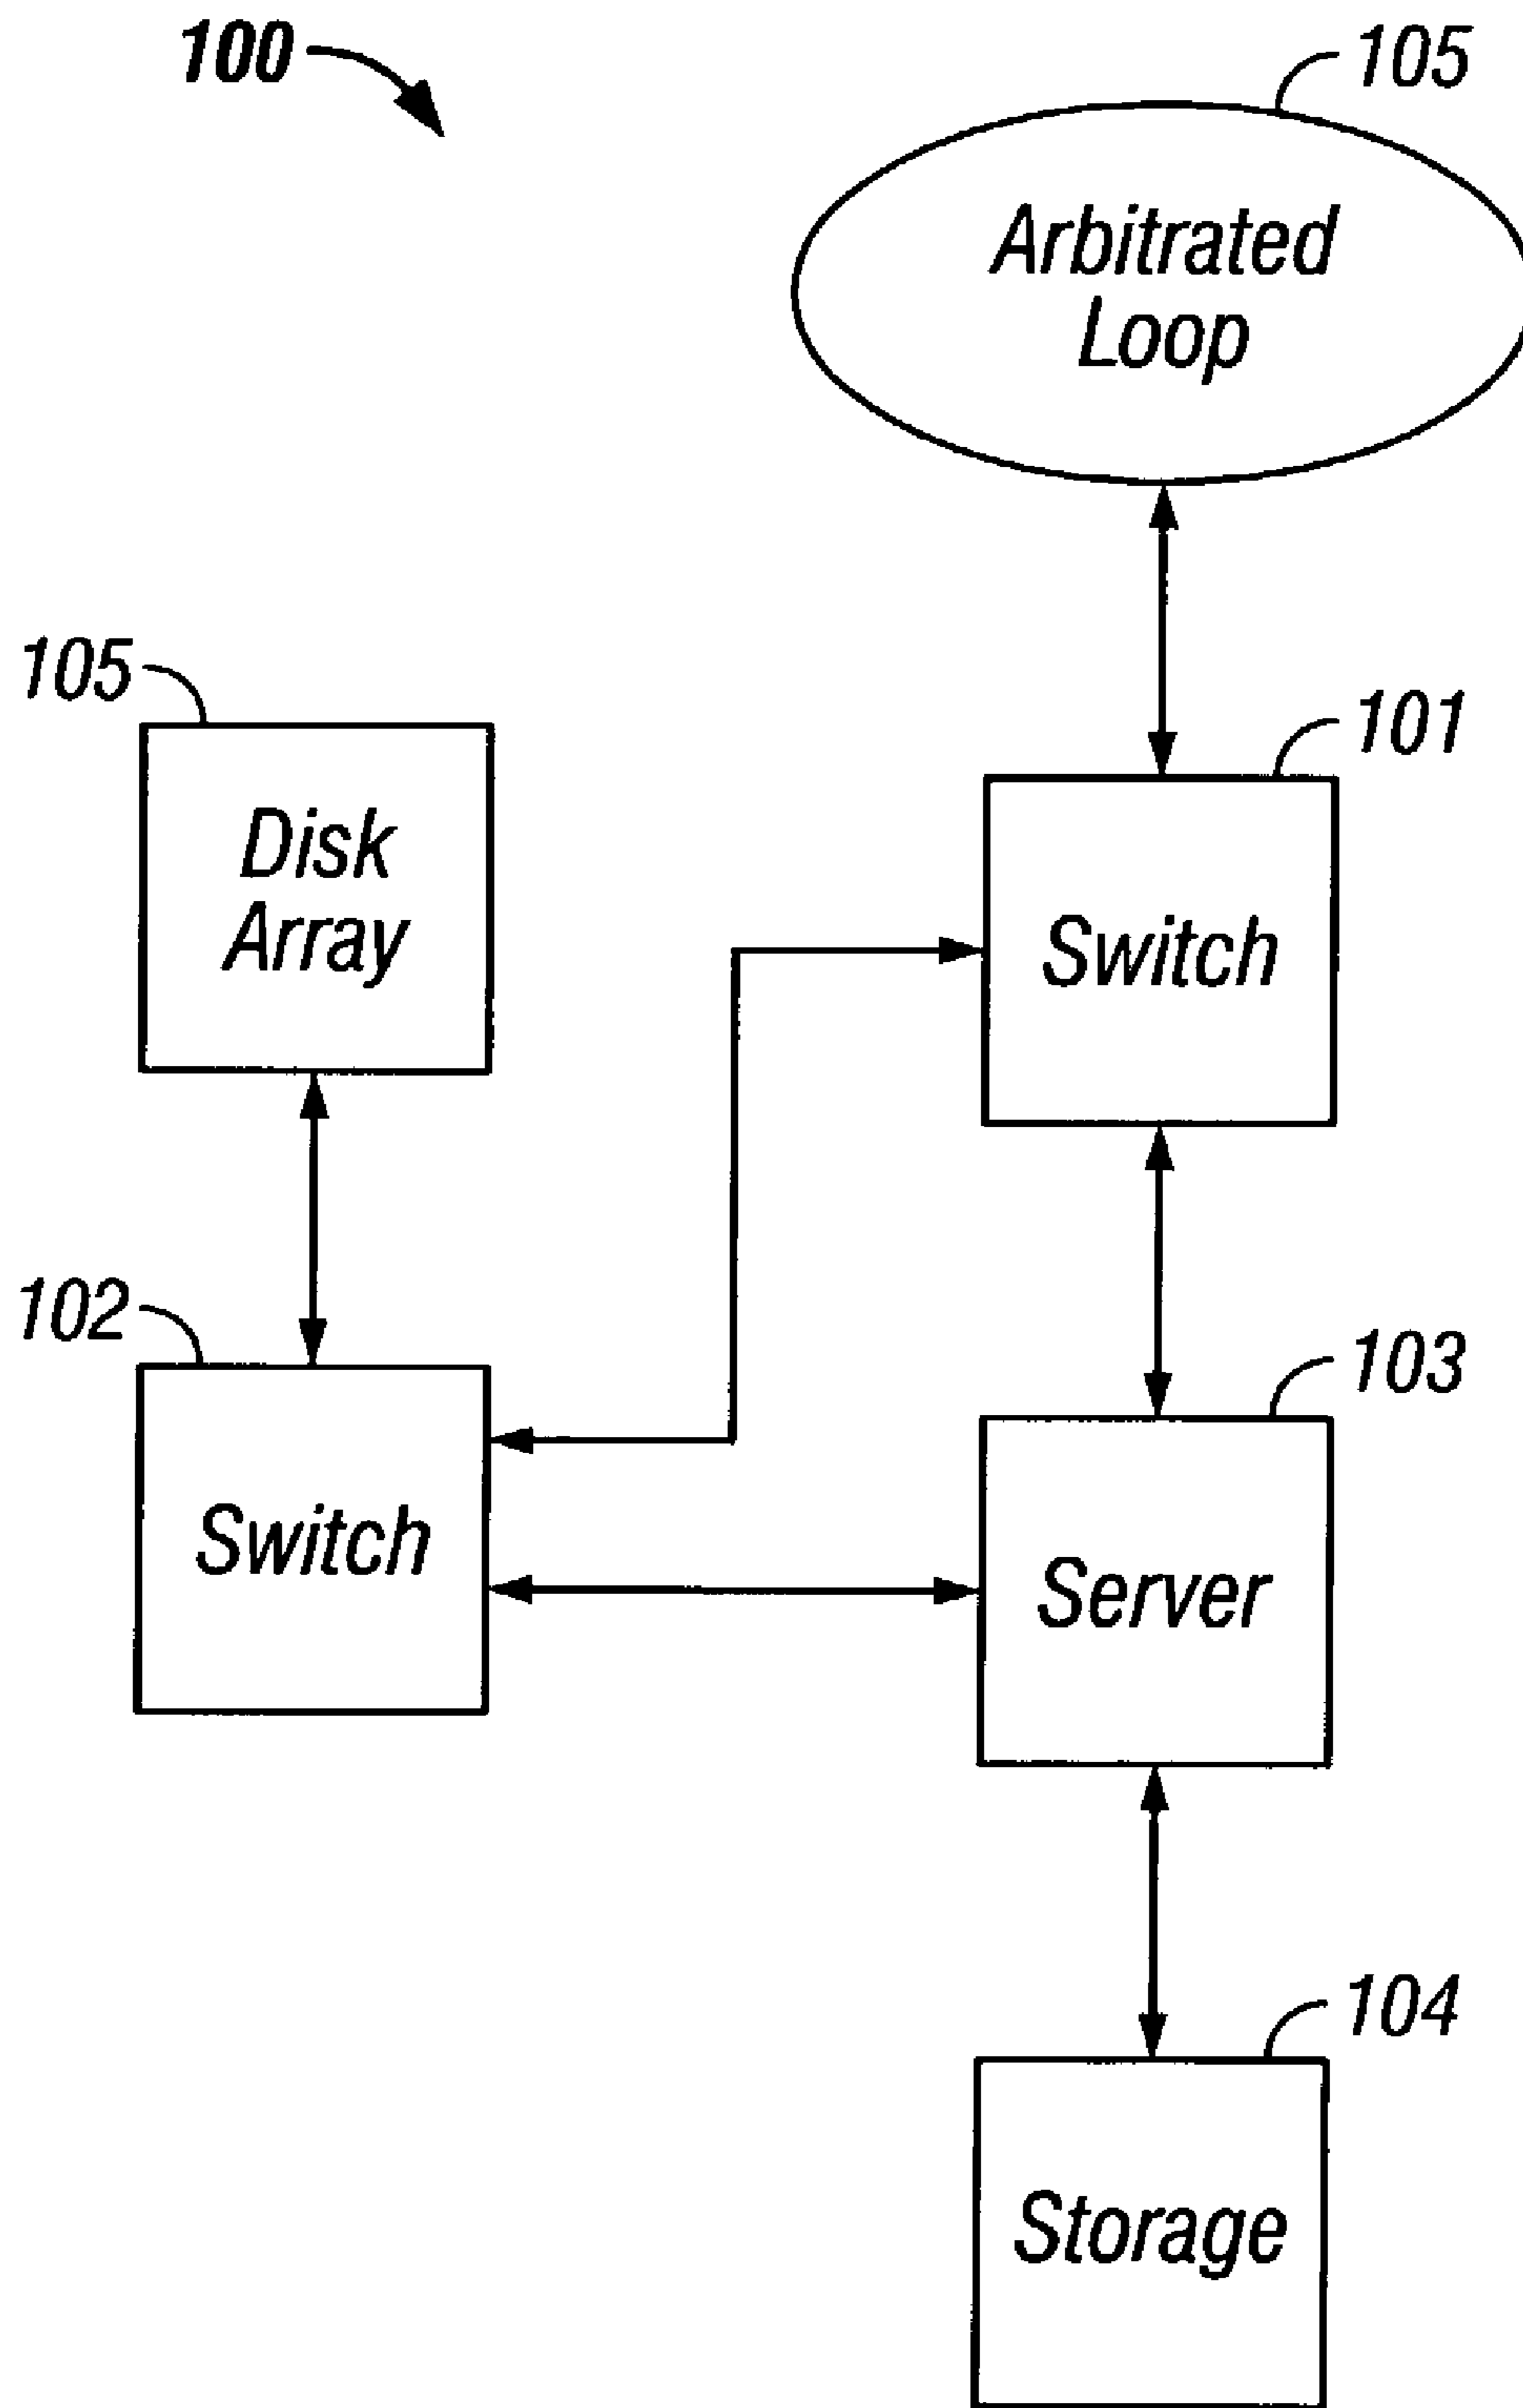 100
105
Arbitrated
Loop
105
101
Disk
Array
Switch
102
103
Switch
Server
104
Storage